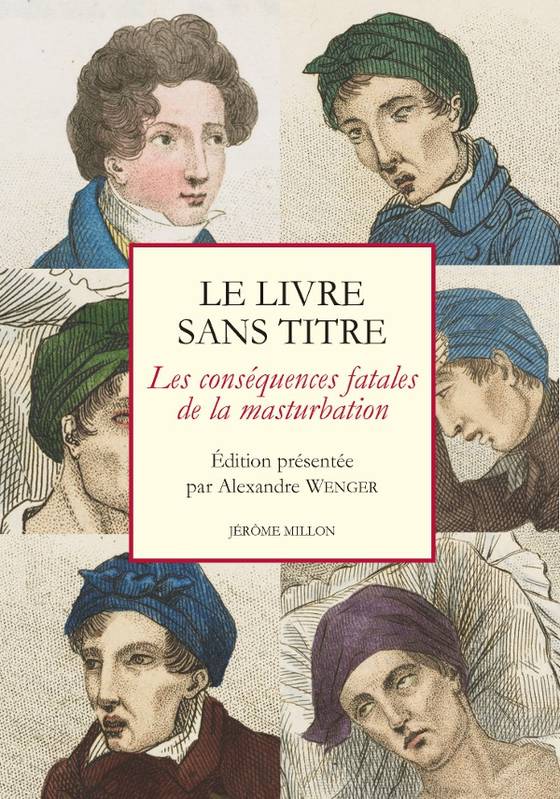 LE LIVRE
SANS TITRE
Les conséquences fatales
de la masturbation
Édition présentée
par Alexandre WENGER
JÉRÔME MILLON